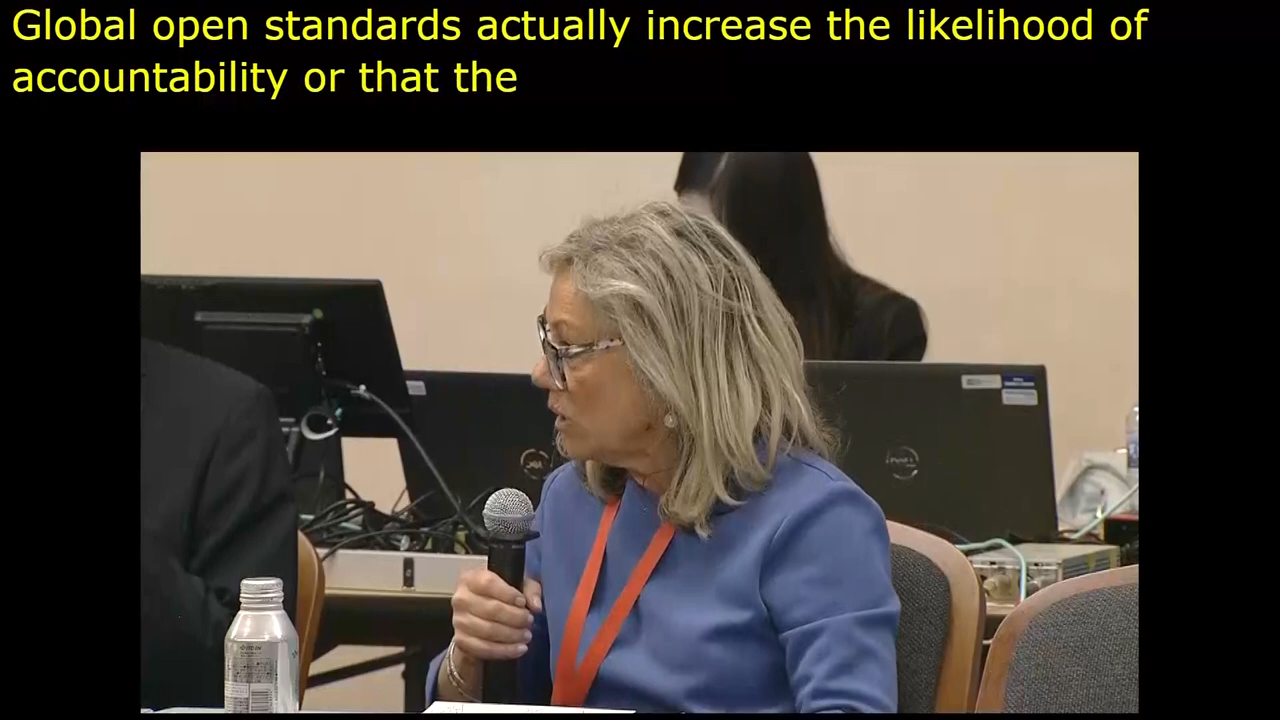 Global open standards actually increase the likelihood of
accountability or that the